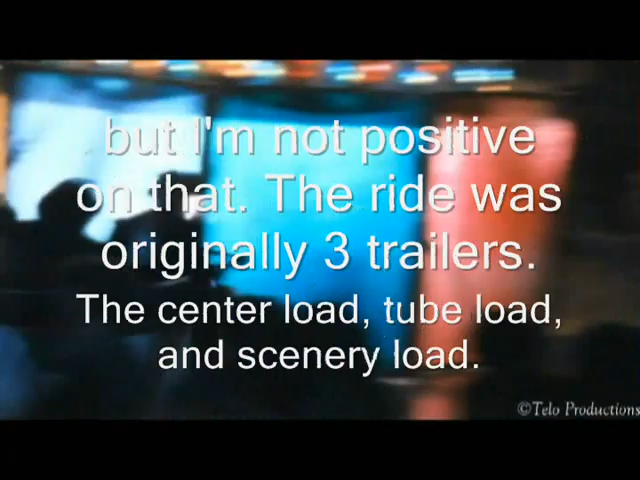 but I'm not positive
on that. The ride was
originally 3 trailers.
The center load, tube load,
and scenery load.
©Telo Productions